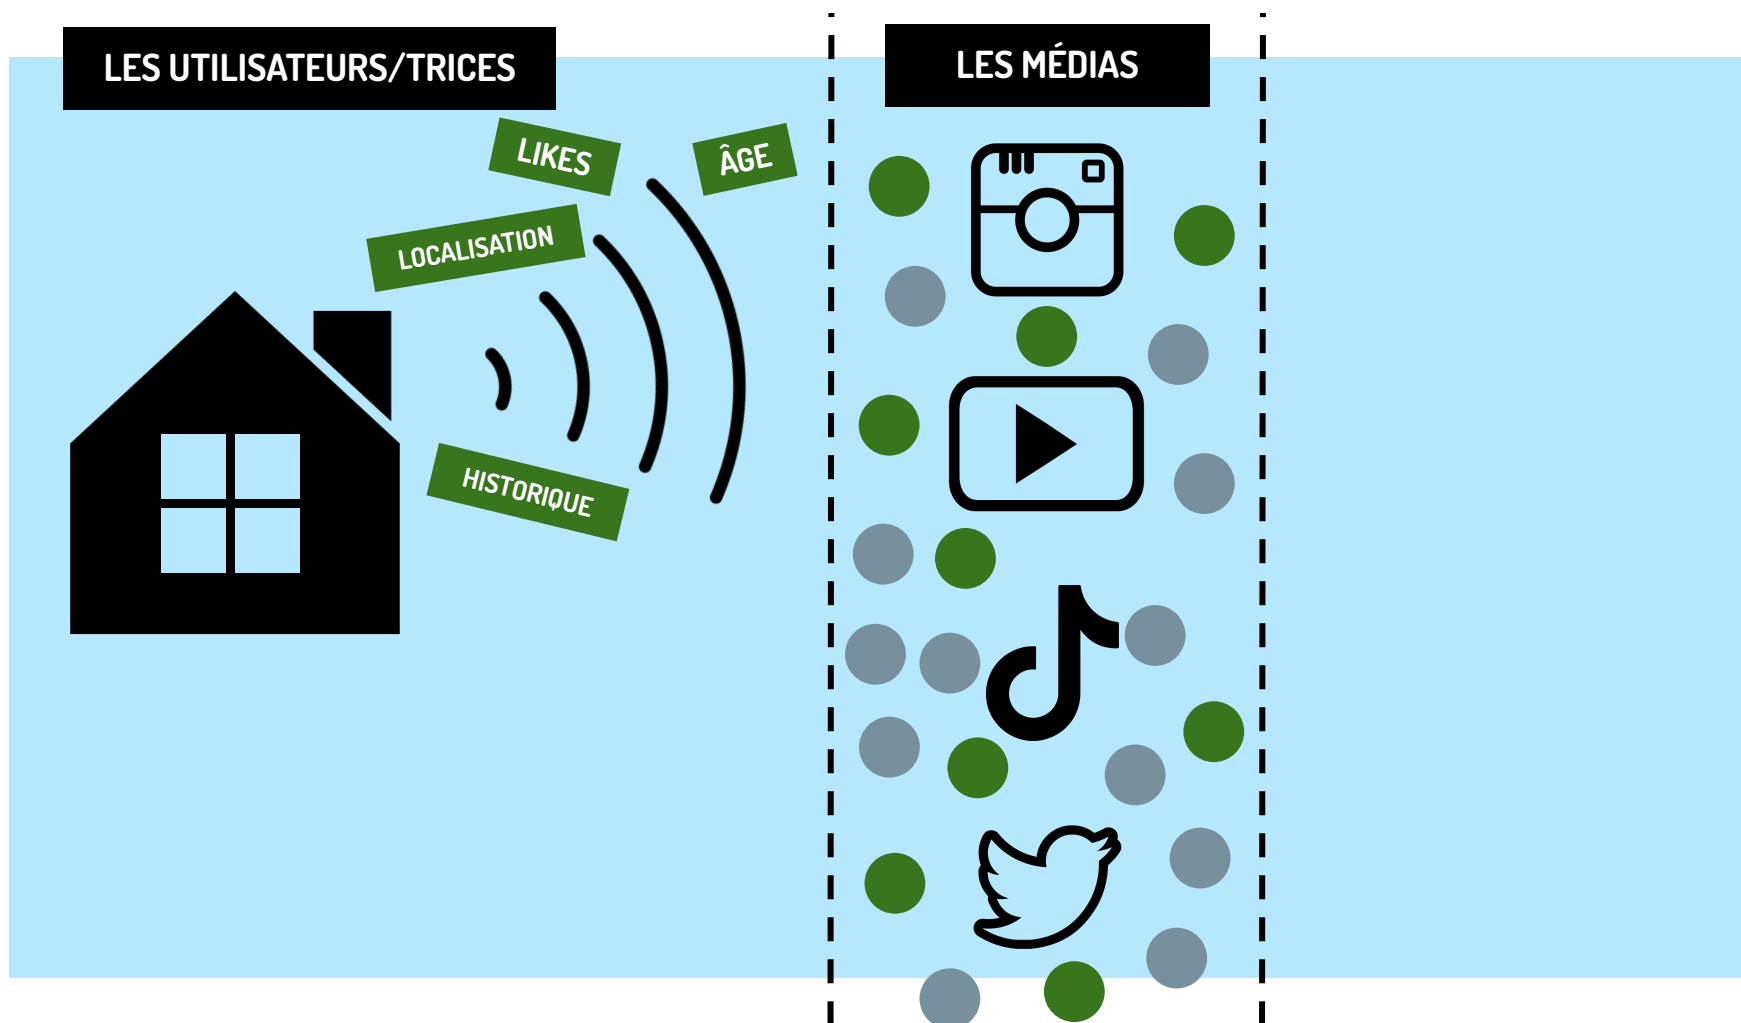 LES UTILISATEURS/TRICES
LES MÉDIAS
LIKES
ÂGE
LOCALISATION
HISTORIQUE